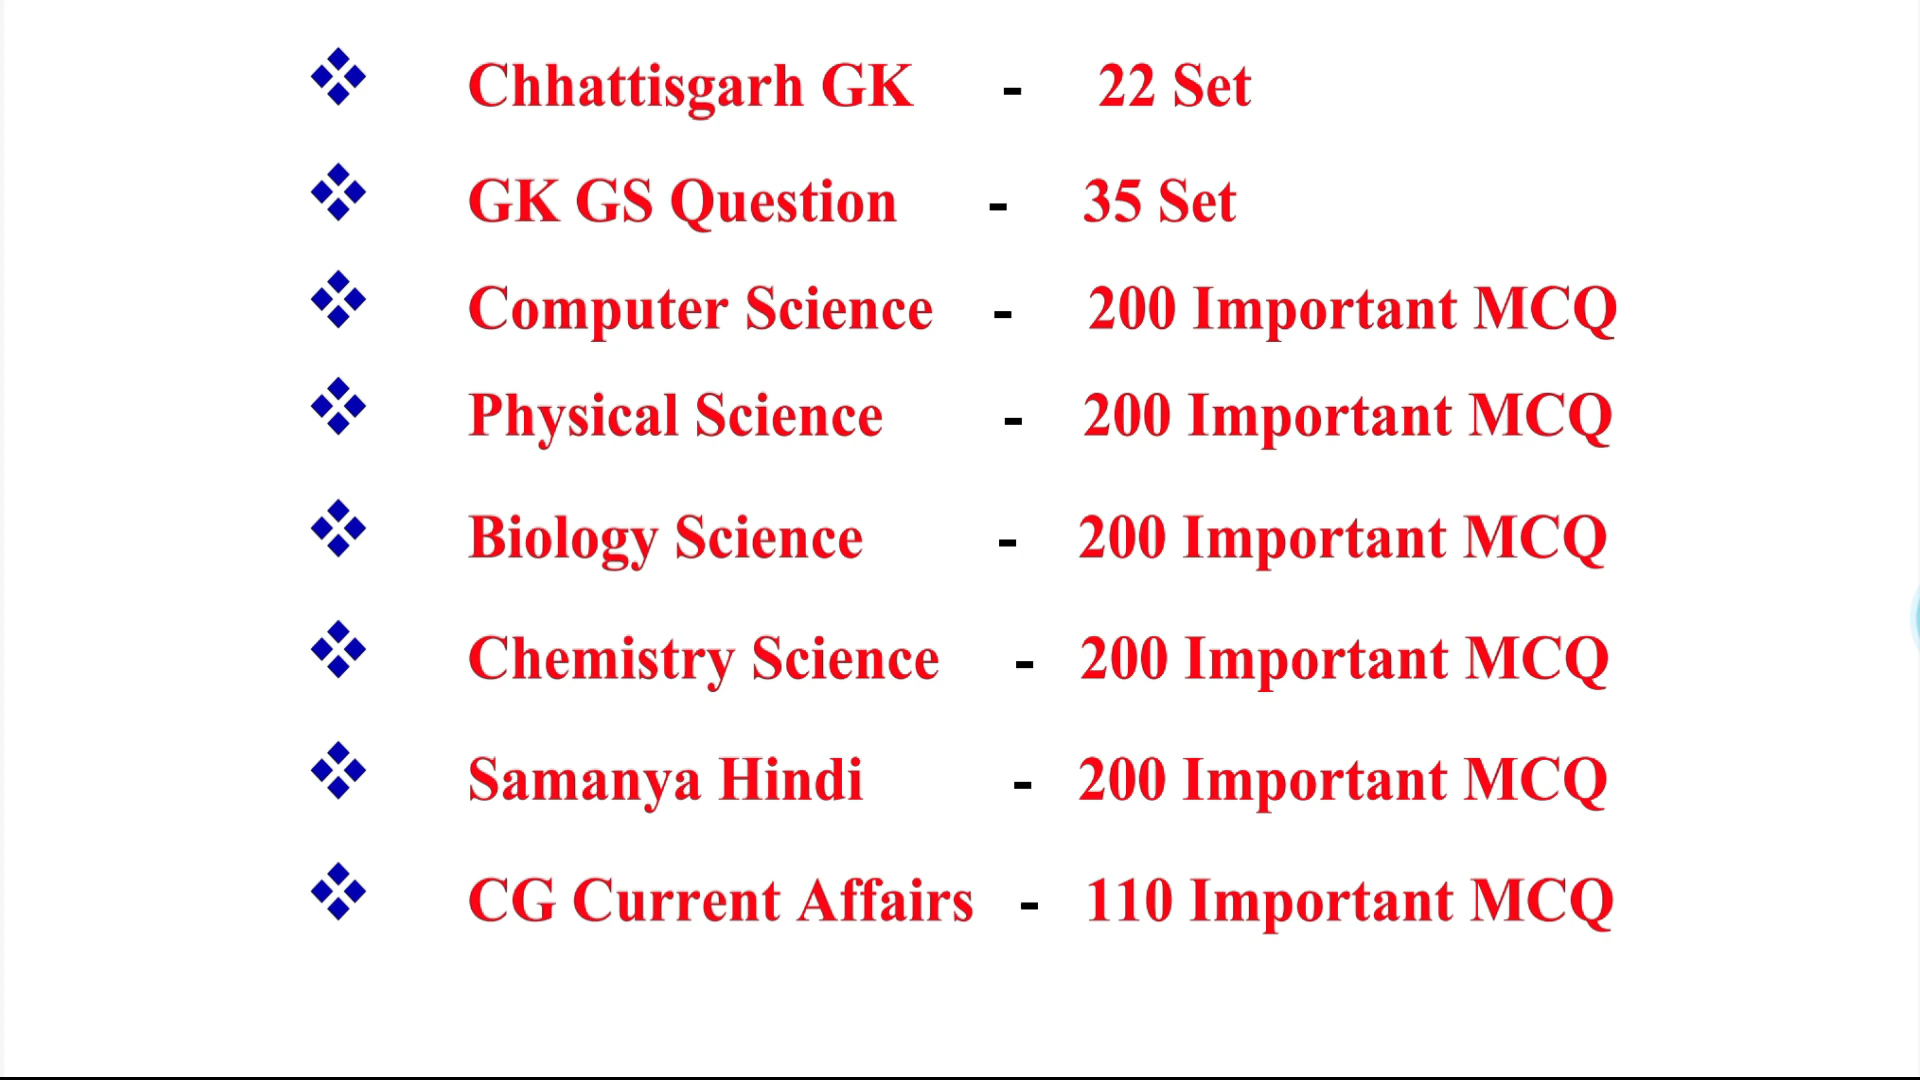 ❖ Chhattisgarh GK - 22 Set
❖ GK GS Question - 35 Set
❖ Computer Science - 200 Important MCQ
❖ Physical Science - 200 Important MCQ
❖ Biology Science - 200 Important MCQ
❖ Chemistry Science - 200 Important MCQ
❖ Samanya Hindi - 200 Important MCQ
❖ CG Current Affairs - 110 Important MCQ